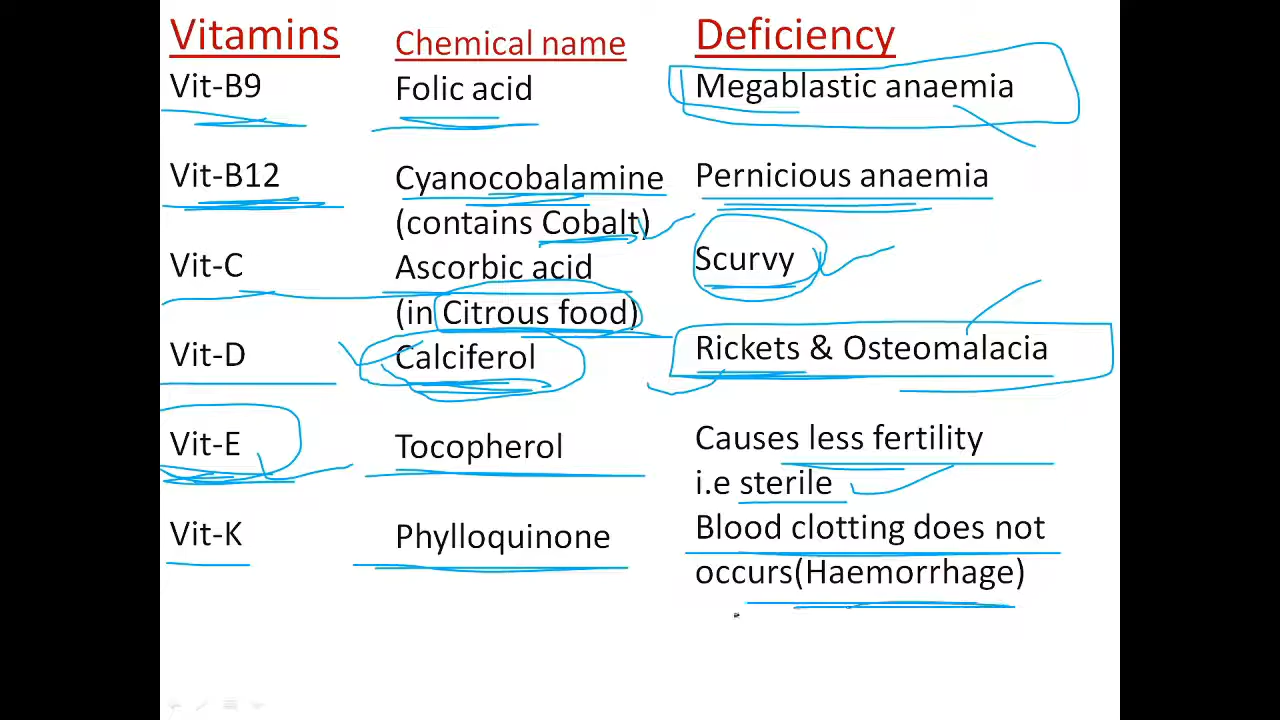 Vitamins Chemical name Deficiency
Vit-B9 Folic acid Megablastic anaemia
Vit-B12 Cyanocobalamine Pernicious anaemia
(contains Cobalt)
Vit-C Ascorbic acid Scurvy
(in Citrous food)
Vit-D Calciferol Rickets & Osteomalacia
Vit-E Tocopherol Causes less fertility
i.e sterile
Vit-K Phylloquinone Blood clotting does not
occurs(Haemorrhage)